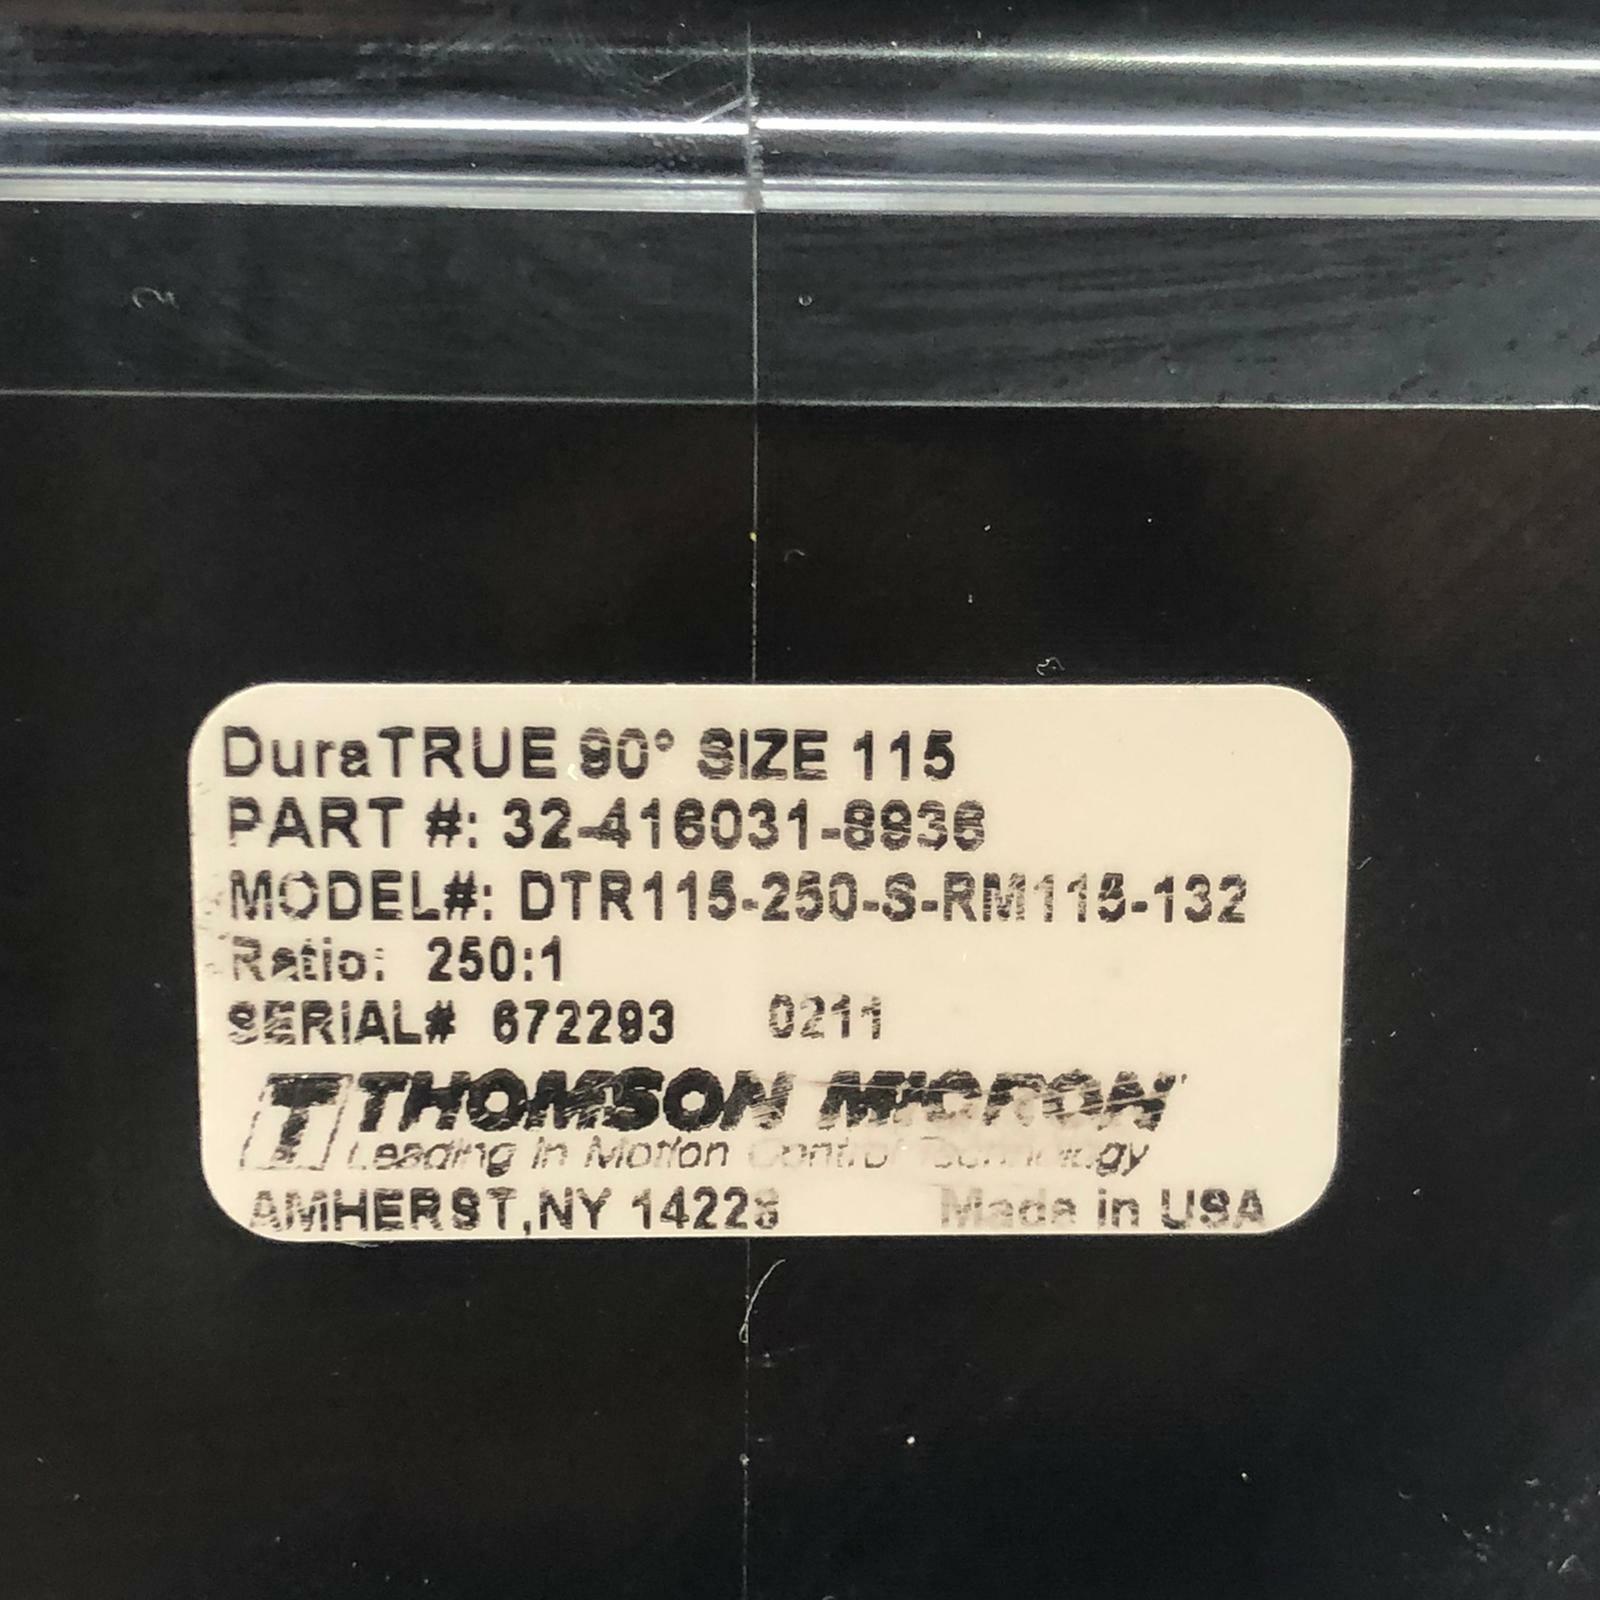 DuraTRUE 90° SIZE 115
PART #: 32-416031-8936
MODEL#: DTR115-250-S-RM115-132
Ratio: 250:1
SERIAL# 672293 0211
T THOMSON MICRON
Leading in Motion Control Technology
AMHERST,NY 14228 Made in USA